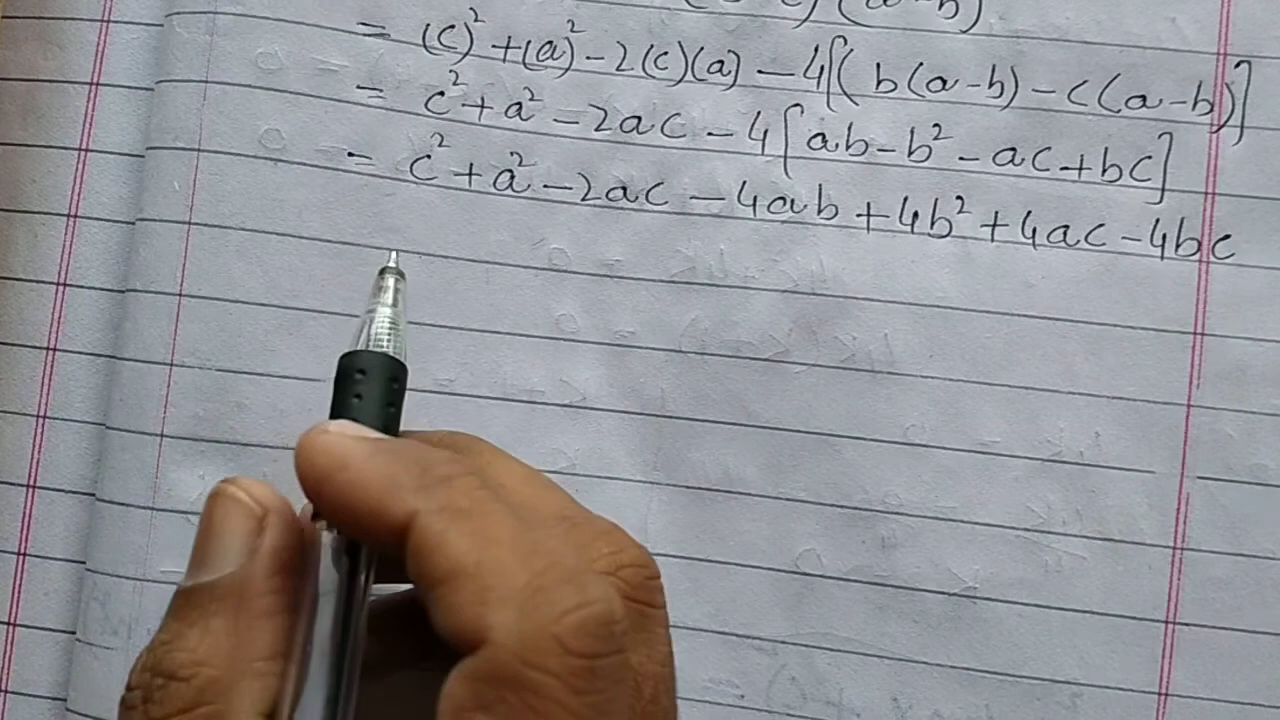 = (c)² + (a)² - 2(c)(a) - 4[(b(a-b) - c(a-b)]
= c² + a² - 2ac - 4[ab - b² - ac + bc]
= c² + a² - 2ac - 4ab + 4b² + 4ac - 4bc